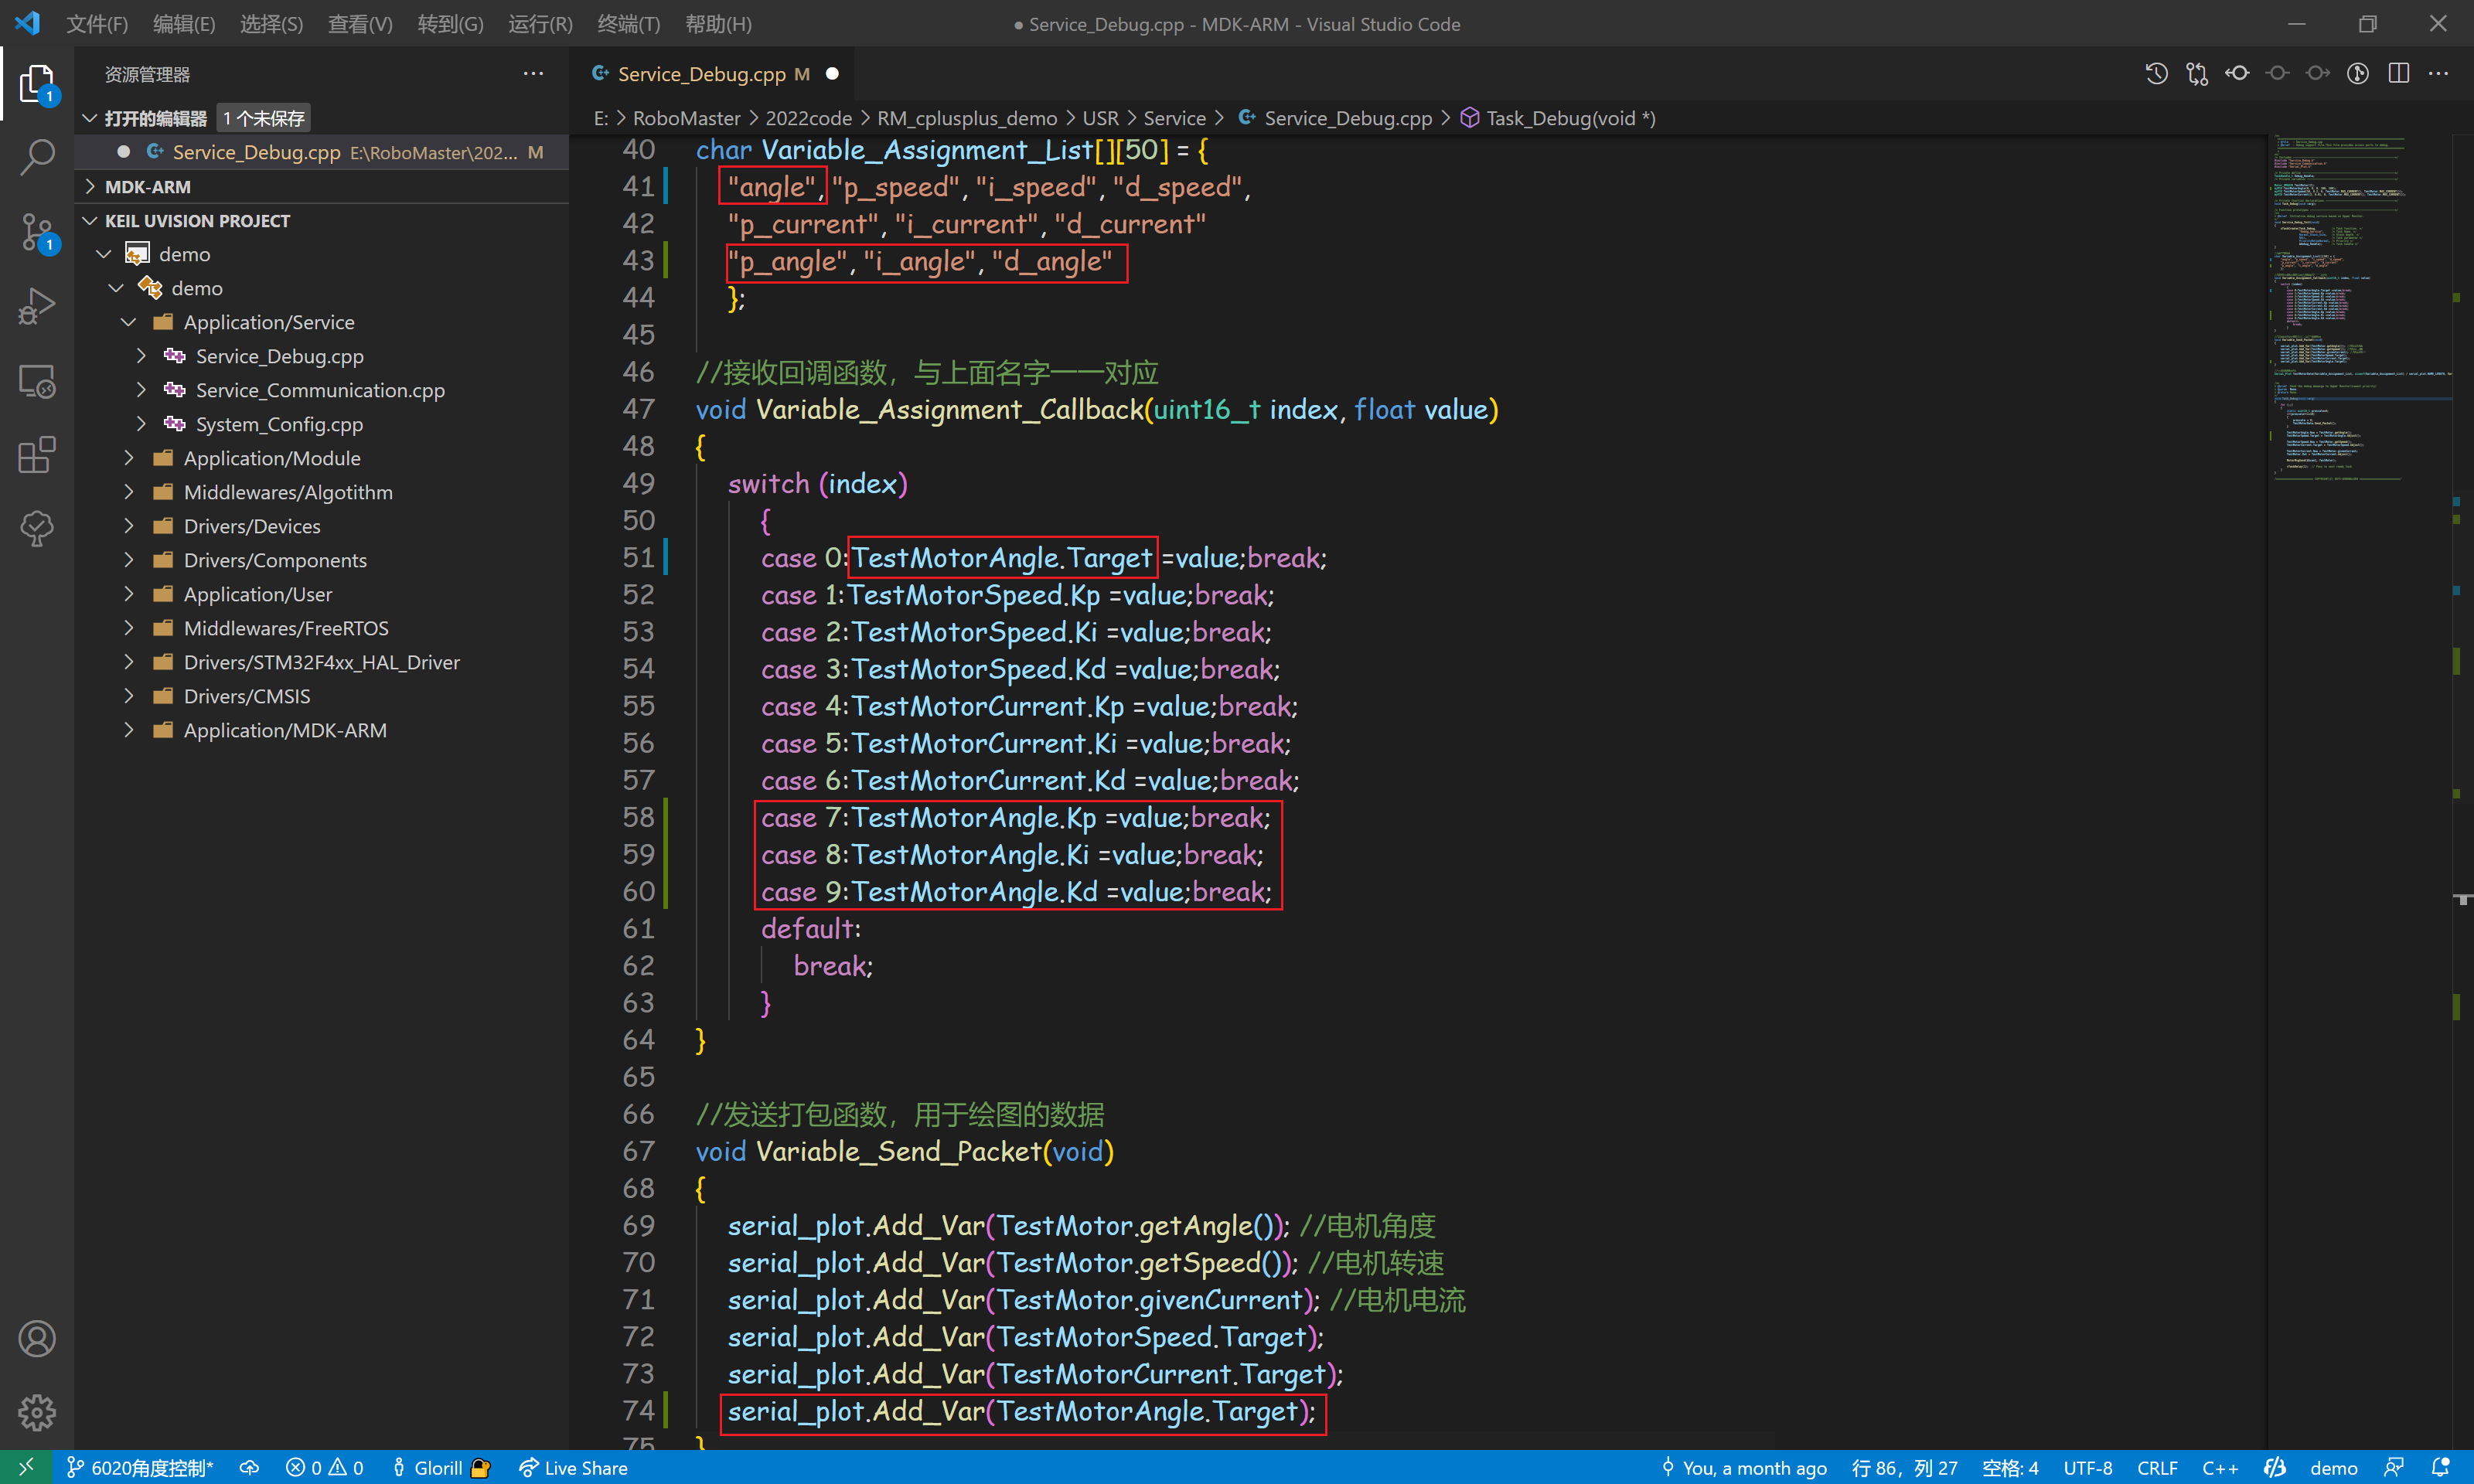 文件(F) 编辑(E) 选择(S) 查看(V) 转到(G) 运行(R) 终端(T) 帮助(H) ● Service_Debug.cpp - MDK-ARM - Visual Studio Code
资源管理器 ···
打开的编辑器 1 个未保存
Service_Debug.cpp E:\RoboMaster\202... M
MDK-ARM
KEIL UVISION PROJECT
demo
demo
Application/Service
Service_Debug.cpp
Service_Communication.cpp
System_Config.cpp
Application/Module
Middlewares/Algotithm
Drivers/Devices
Drivers/Components
Application/User
Middlewares/FreeRTOS
Drivers/STM32F4xx_HAL_Driver
Drivers/CMSIS
Application/MDK-ARM
1
1
Service_Debug.cpp M ●
E: > RoboMaster > 2022code > RM_cplusplus_demo > USR > Service > Service_Debug.cpp > Task_Debug(void *)
40 char Variable_Assignment_List[][50] = {
41 "angle", "p_speed", "i_speed", "d_speed",
42 "p_current", "i_current", "d_current"
43 "p_angle", "i_angle", "d_angle"
44 };
45
46 //接收回调函数，与上面名字一一对应
47 void Variable_Assignment_Callback(uint16_t index, float value)
48 {
49 switch (index)
50 {
51 case 0:TestMotorAngle.Target =value;break;
52 case 1:TestMotorSpeed.Kp =value;break;
53 case 2:TestMotorSpeed.Ki =value;break;
54 case 3:TestMotorSpeed.Kd =value;break;
55 case 4:TestMotorCurrent.Kp =value;break;
56 case 5:TestMotorCurrent.Ki =value;break;
57 case 6:TestMotorCurrent.Kd =value;break;
58 case 7:TestMotorAngle.Kp =value;break;
59 case 8:TestMotorAngle.Ki =value;break;
60 case 9:TestMotorAngle.Kd =value;break;
61 default:
62 break;
63 }
64 }
65
66 //发送打包函数，用于绘图的数据
67 void Variable_Send_Packet(void)
68 {
69 serial_plot.Add_Var(TestMotor.getAngle()); //电机角度
70 serial_plot.Add_Var(TestMotor.getSpeed()); //电机转速
71 serial_plot.Add_Var(TestMotor.givenCurrent); //电机电流
72 serial_plot.Add_Var(TestMotorSpeed.Target);
73 serial_plot.Add_Var(TestMotorCurrent.Target);
74 serial_plot.Add_Var(TestMotorAngle.Target);
75 }
6020角度控制* 0 0 Glorill Live Share You, a month ago 行 86，列 27 空格: 4 UTF-8 CRLF C++ demo